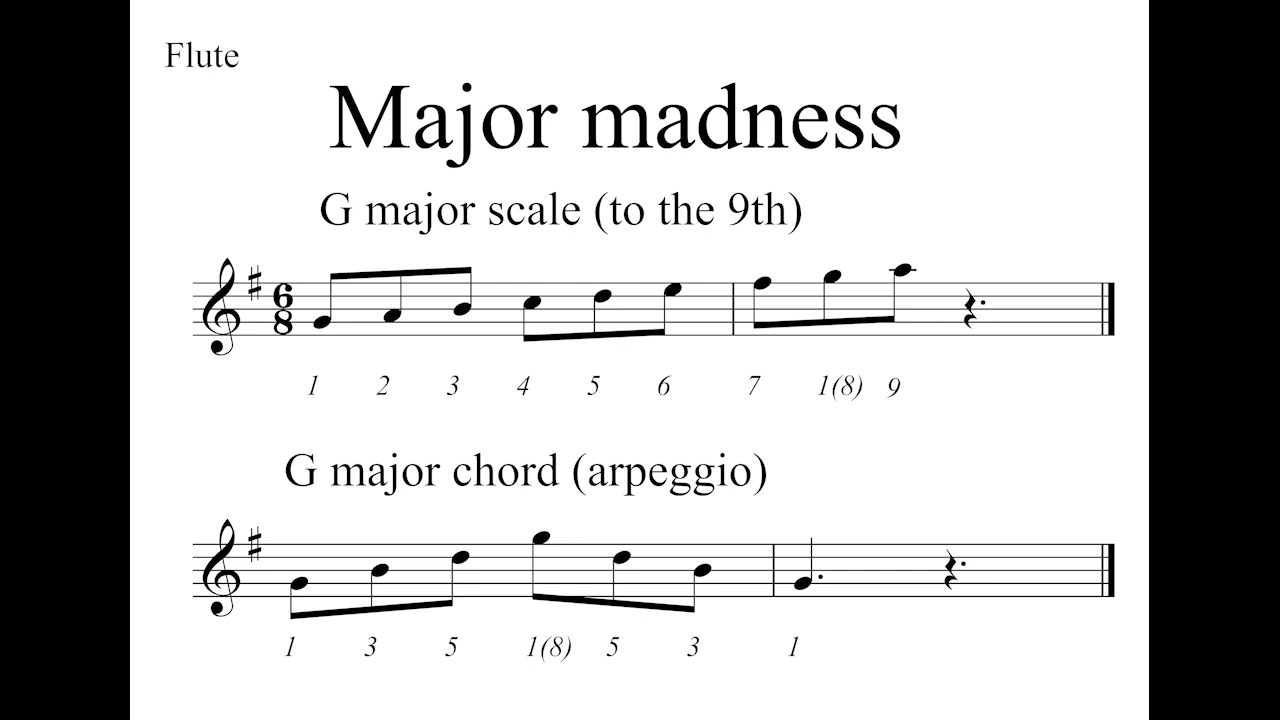 Flute
Major madness
G major scale (to the 9th)
6
8
1 2 3 4 5 6 7 1(8) 9
G major chord (arpeggio)
1 3 5 1(8) 5 3 1